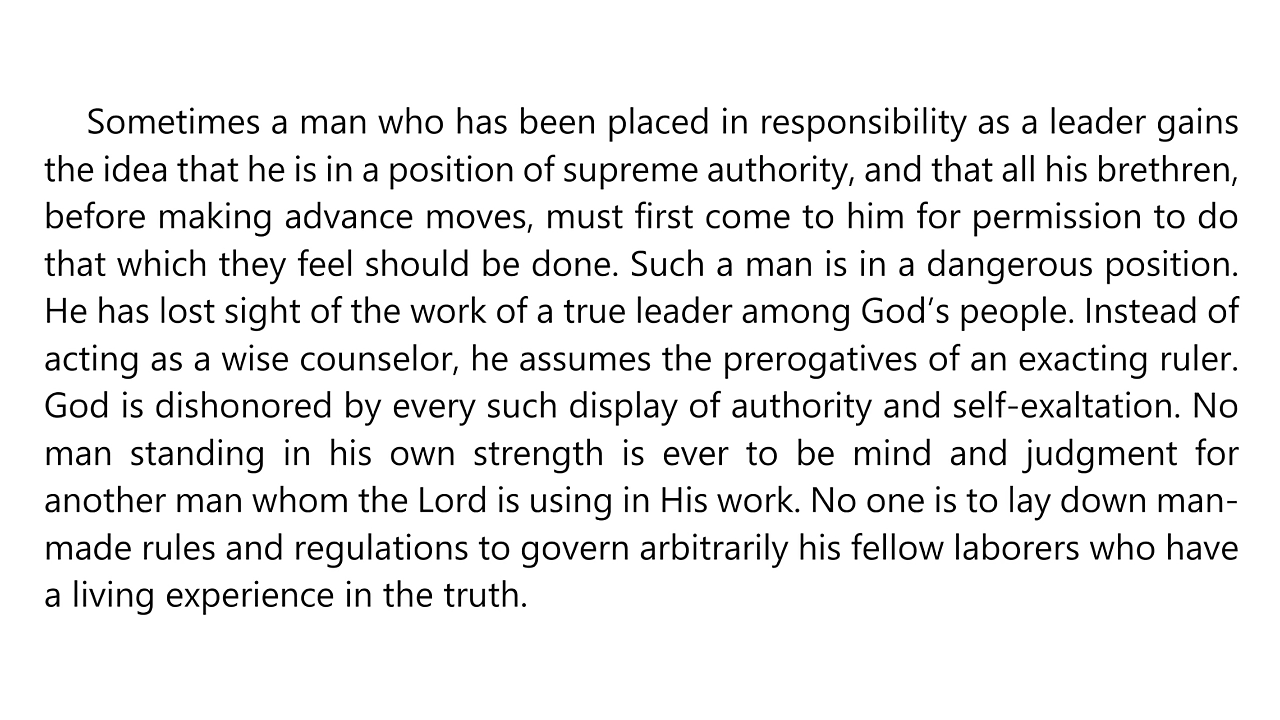 Sometimes a man who has been placed in responsibility as a leader gains
the idea that he is in a position of supreme authority, and that all his brethren,
before making advance moves, must first come to him for permission to do
that which they feel should be done. Such a man is in a dangerous position.
He has lost sight of the work of a true leader among God’s people. Instead of
acting as a wise counselor, he assumes the prerogatives of an exacting ruler.
God is dishonored by every such display of authority and self-exaltation. No
man standing in his own strength is ever to be mind and judgment for
another man whom the Lord is using in His work. No one is to lay down man-
made rules and regulations to govern arbitrarily his fellow laborers who have
a living experience in the truth.